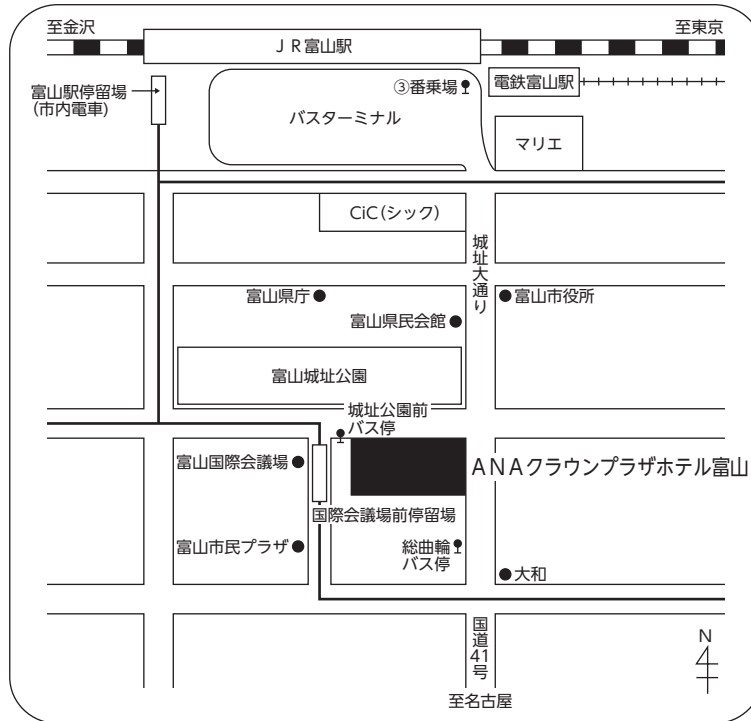 至金沢
至東京
ＪＲ富山駅
富山駅停留場
(市内電車)
③番乗場
電鉄富山駅
バスターミナル
マリエ
CiC(シック)
城址大通り
富山県庁
富山市役所
富山県民会館
富山城址公園
城址公園前
バス停
富山国際会議場
ＡＮＡクラウンプラザホテル富山
国際会議場前停留場
富山市民プラザ
総曲輪
バス停
大和
国道41号
至名古屋
N